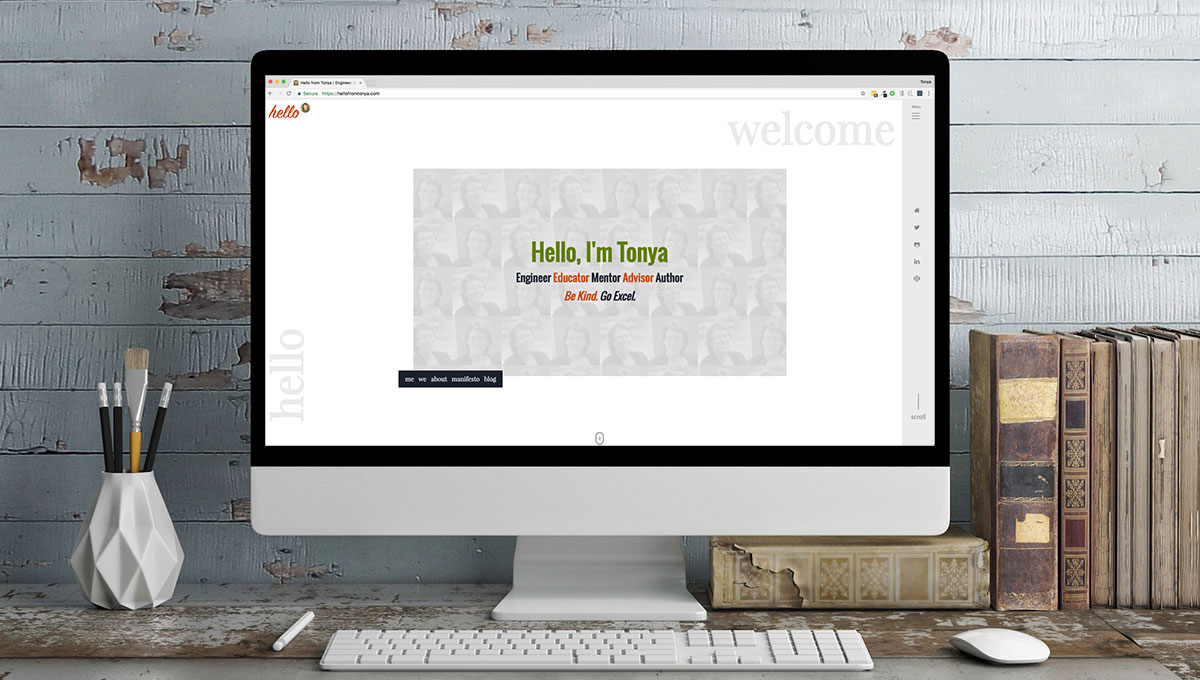 Hello from Tonya | Engineer, E
Tonya
Secure https://hellofromtonya.com
hello
welcome
Menu
Hello, I'm Tonya
Engineer Educator Mentor Advisor Author
Be Kind. Go Excel.
hello
me we about manifesto blog
scroll